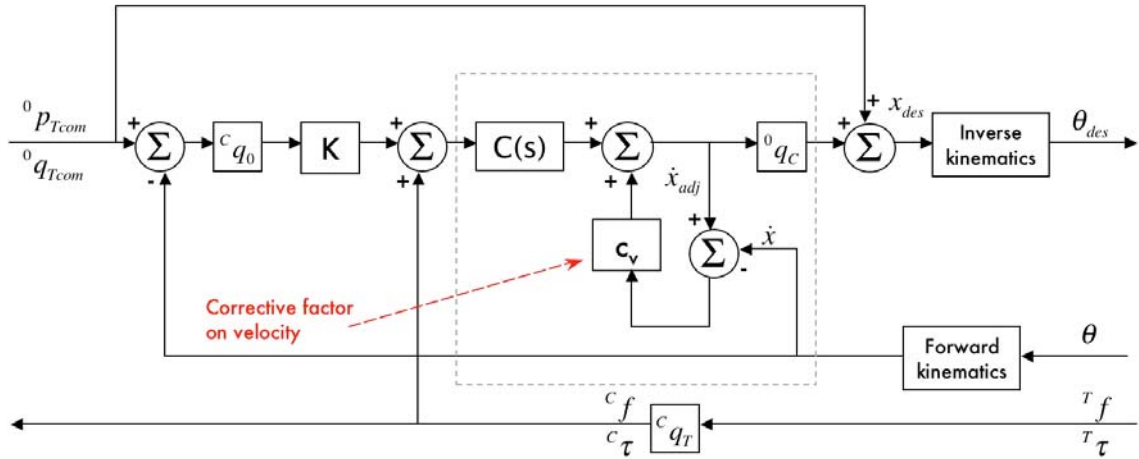 + x_des
⁰p_Tcom
⁰q_Tcom
+ Σ -
ᶜq₀
K
+ Σ +
C(s)
+ Σ +
ẋ_adj
⁰q_C
+ Σ
Inverse
kinematics
θ_des
c_v
+ Σ -
ẋ
Corrective factor
on velocity
Forward
kinematics
θ
ᶜf
ᶜτ
ᶜq_T
ᵀf
ᵀτ